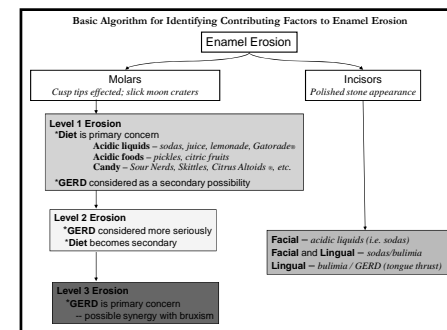 Basic Algorithm for Identifying Contributing Factors to Enamel Erosion
Enamel Erosion
Molars
Cusp tips effected; slick moon craters
Incisors
Polished stone appearance
Level 1 Erosion
*Diet is primary concern
Acidic liquids – sodas, juice, lemonade, Gatorade®
Acidic foods – pickles, citric fruits
Candy – Sour Nerds, Skittles, Citrus Altoids ®, etc.
*GERD considered as a secondary possibility
Level 2 Erosion
*GERD considered more seriously
*Diet becomes secondary
Level 3 Erosion
*GERD is primary concern
-- possible synergy with bruxism
Facial – acidic liquids (i.e. sodas)
Facial and Lingual – sodas/bulimia
Lingual – bulimia / GERD (tongue thrust)